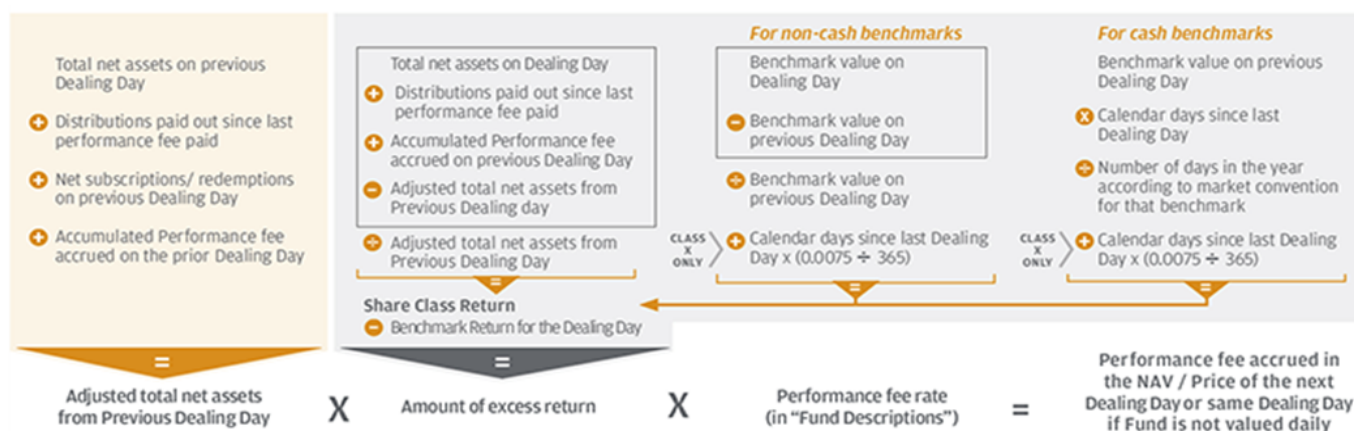 Total net assets on previous
Dealing Day
+ Distributions paid out since last
performance fee paid
+ Net subscriptions/ redemptions
on previous Dealing Day
+ Accumulated Performance fee
accrued on the prior Dealing Day
=
Total net assets on Dealing Day
+ Distributions paid out since last
performance fee paid
+ Accumulated Performance fee
accrued on previous Dealing Day
− Adjusted total net assets from
Previous Dealing day
÷ Adjusted total net assets from
Previous Dealing Day
=
Share Class Return
− Benchmark Return for the Dealing Day
=
For non-cash benchmarks
Benchmark value on
Dealing Day
− Benchmark value on
previous Dealing Day
÷ Benchmark value on
previous Dealing Day
CLASS
X
ONLY
+ Calendar days since last Dealing
Day x (0.0075 ÷ 365)
=
For cash benchmarks
Benchmark value on previous
Dealing Day
x Calendar days since last
Dealing Day
÷ Number of days in the year
according to market convention
for that benchmark
CLASS
X
ONLY
+ Calendar days since last Dealing
Day x (0.0075 ÷ 365)
=
Adjusted total net assets
from Previous Dealing Day
X
Amount of excess return
X
Performance fee rate
(in “Fund Descriptions”)
=
Performance fee accrued in
the NAV / Price of the next
Dealing Day or same Dealing Day
if Fund is not valued daily